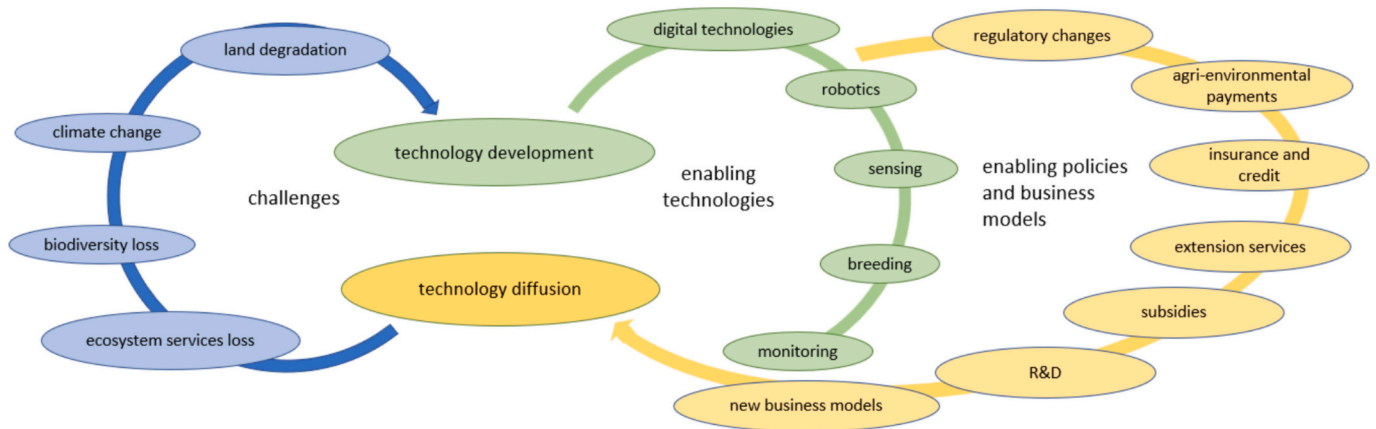 land degradation
climate change
challenges
biodiversity loss
ecosystem services loss
technology development
technology diffusion
digital technologies
robotics
enabling
technologies
sensing
breeding
monitoring
regulatory changes
agri-environmental
payments
enabling policies
and business
models
insurance and
credit
extension services
subsidies
R&D
new business models